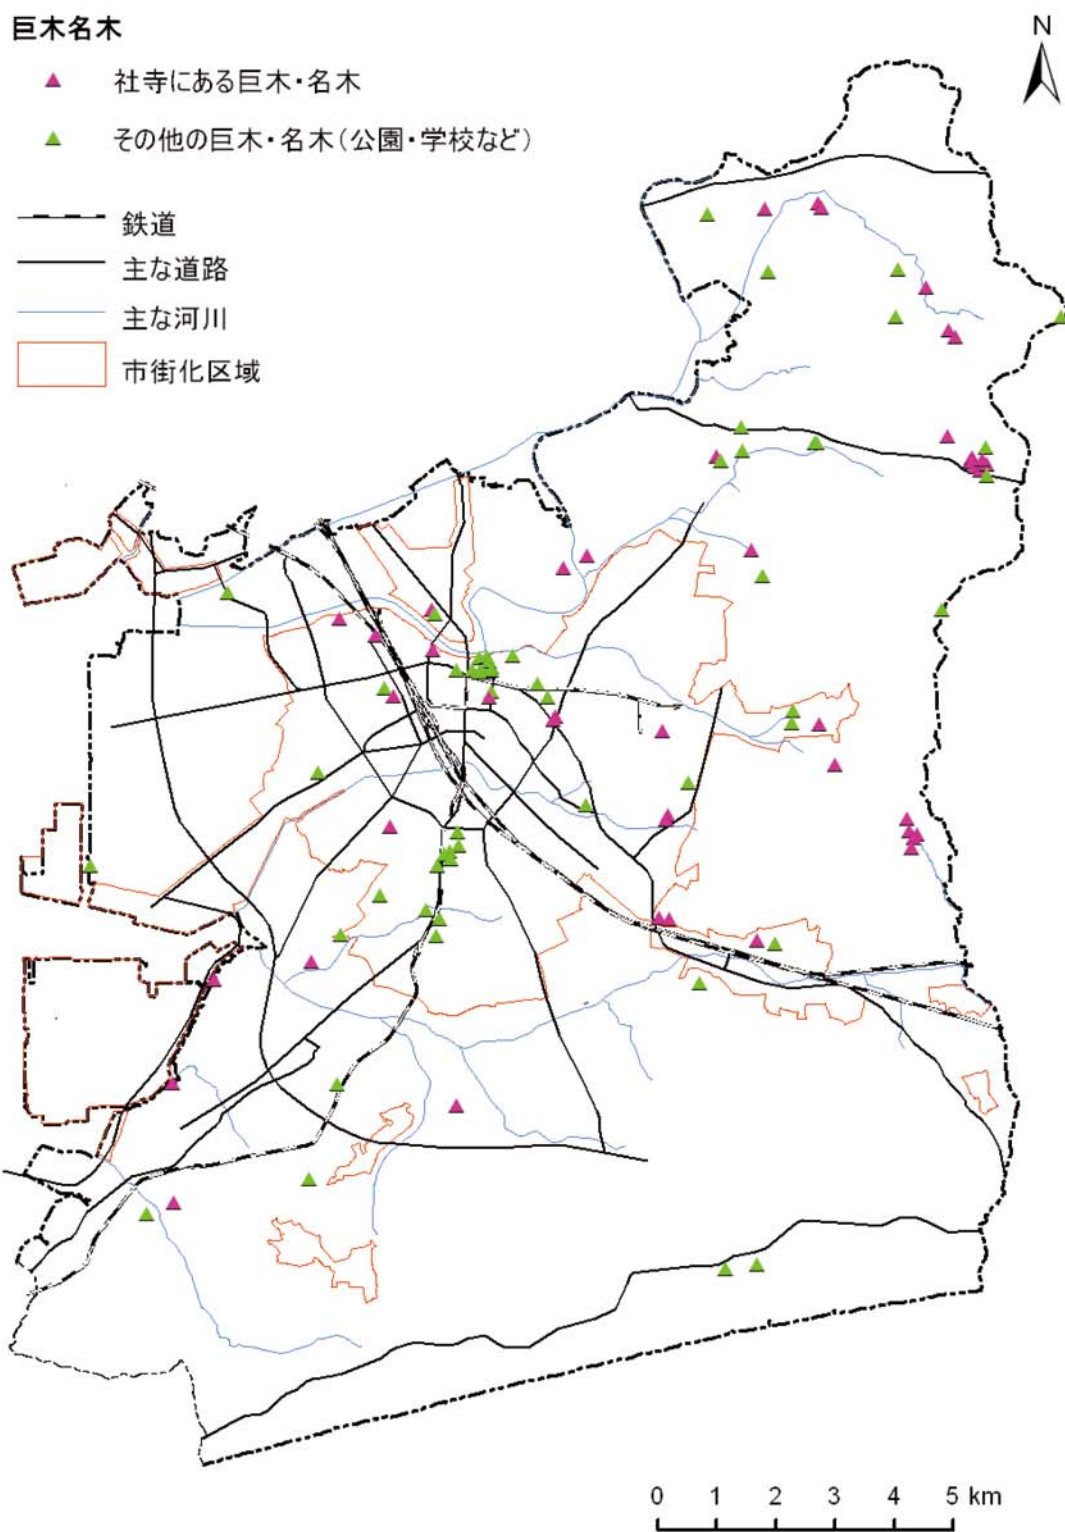 巨木名木
N
社寺にある巨木・名木
その他の巨木・名木(公園・学校など)
鉄道
主な道路
主な河川
市街化区域
0 1 2 3 4 5 km